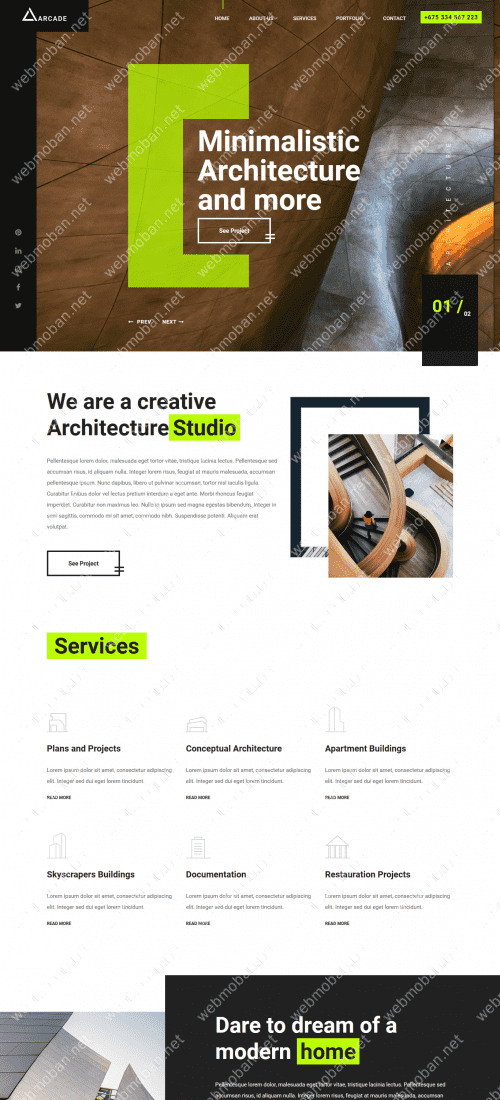 ARCADE
HOME
ABOUT US
SERVICES
PORTFOLIO
CONTACT
+675 334 567 223
Minimalistic
Architecture
and more
See Project
01 /
02
PREV
NEXT
We are a creative
Architecture Studio
Pellentesque lorem dolor, malesuada eget tortor vitae, tristique lacinia lectus. Pellentesque sed
accumsan risus, id aliquam nulla. Integer lorem risus, feugiat at mauris malesuada, accumsan
pellentesque ipsum. Nunc dapibus, libero ut pulvinar accumsan, tortor nisl iaculis ligula.
Curabitur finibus dolor vel lectus pretium interdum a eget ante. Morbi rhoncus feugiat
imperdiet. Curabitur non maximus leo. Nullam ipsum sed magna egestas bibendum. Integer in
sagittis, commodo mi sit amet, commodo nibh. Suspendisse potenti. Aliquam erat
volutpat.
See Project
Services
Plans and Projects
Lorem ipsum dolor sit amet, consectetur adipiscing
elit. Integer sed dui eget lorem tincidunt.
READ MORE
Conceptual Architecture
Lorem ipsum dolor sit amet, consectetur adipiscing
elit. Integer sed dui eget lorem tincidunt.
READ MORE
Apartment Buildings
Lorem ipsum dolor sit amet, consectetur adipiscing
elit. Integer sed dui eget lorem tincidunt.
READ MORE
Skyscrapers Buildings
Lorem ipsum dolor sit amet, consectetur adipiscing
elit. Integer sed dui eget lorem tincidunt.
READ MORE
Documentation
Lorem ipsum dolor sit amet, consectetur adipiscing
elit. Integer sed dui eget lorem tincidunt.
READ MORE
Restauration Projects
Lorem ipsum dolor sit amet, consectetur adipiscing
elit. Integer sed dui eget lorem tincidunt.
READ MORE
Dare to dream of a
modern home
Pellentesque lorem dolor, malesuada eget tortor vitae, tristique lacinia lectus. Pellentesque sed
accumsan risus, id aliquam nulla. Integer lorem risus, feugiat at mauris malesuada, accumsan
webmoban.net